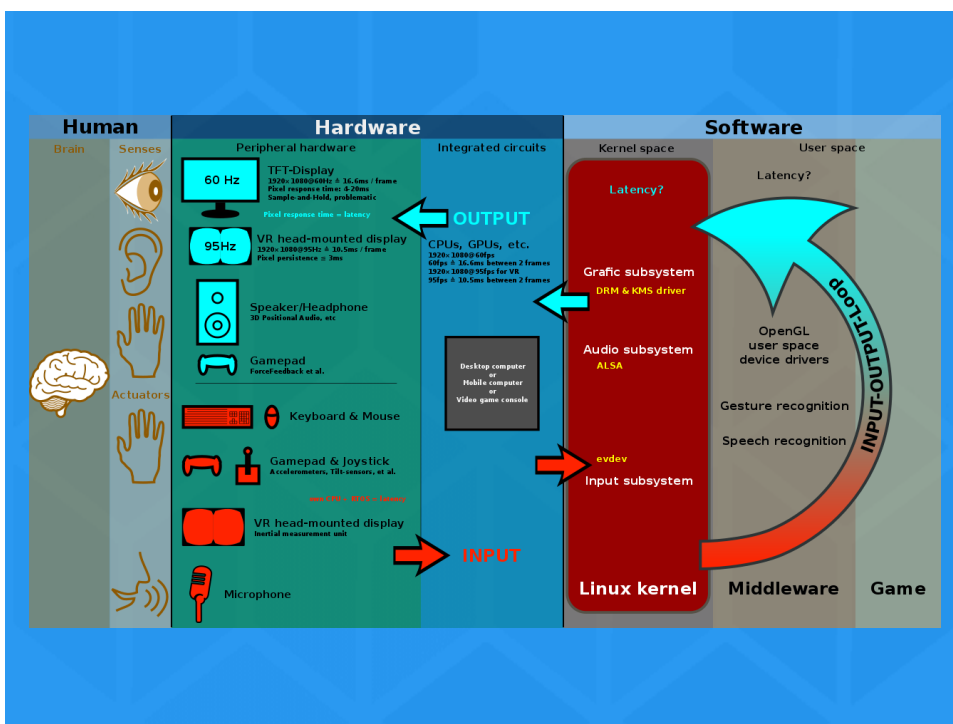 Human
Hardware
Software
Brain
Senses
Peripheral hardware
Integrated circuits
Kernel space
User space
60 Hz
TFT-Display
1920×1080@60Hz ≙ 16.6ms / frame
Pixel response time: 4-20ms
Sample-and-Hold, problematic
Pixel response time = latency
95Hz
VR head-mounted display
1920×1080@95Hz ≙ 10.5ms / frame
Pixel persistence = 3ms
Speaker/Headphone
3D Positional Audio, etc
Gamepad
ForceFeedback et al.
Actuators
Keyboard & Mouse
Gamepad & Joystick
Accelerometors, Tilt-sensors, et al.
VR head-mounted display
Inertial measurement unit
Microphone
OUTPUT
CPUs, GPUs, etc.
1920×1080@60fps
60fps ≙ 16.6ms between 2 frames
1920×1080@95fps for VR
95fps ≙ 10.5ms between 2 frames
Desktop computer
or
Mobile computer
or
Video game console
INPUT
Latency?
Grafic subsystem
DRM & KMS driver
Audio subsystem
ALSA
evdev
Input subsystem
Linux kernel
Latency?
OpenGL
user space
device drivers
Gesture recognition
Speech recognition
INPUT-OUTPUT-Loop
Middleware
Game